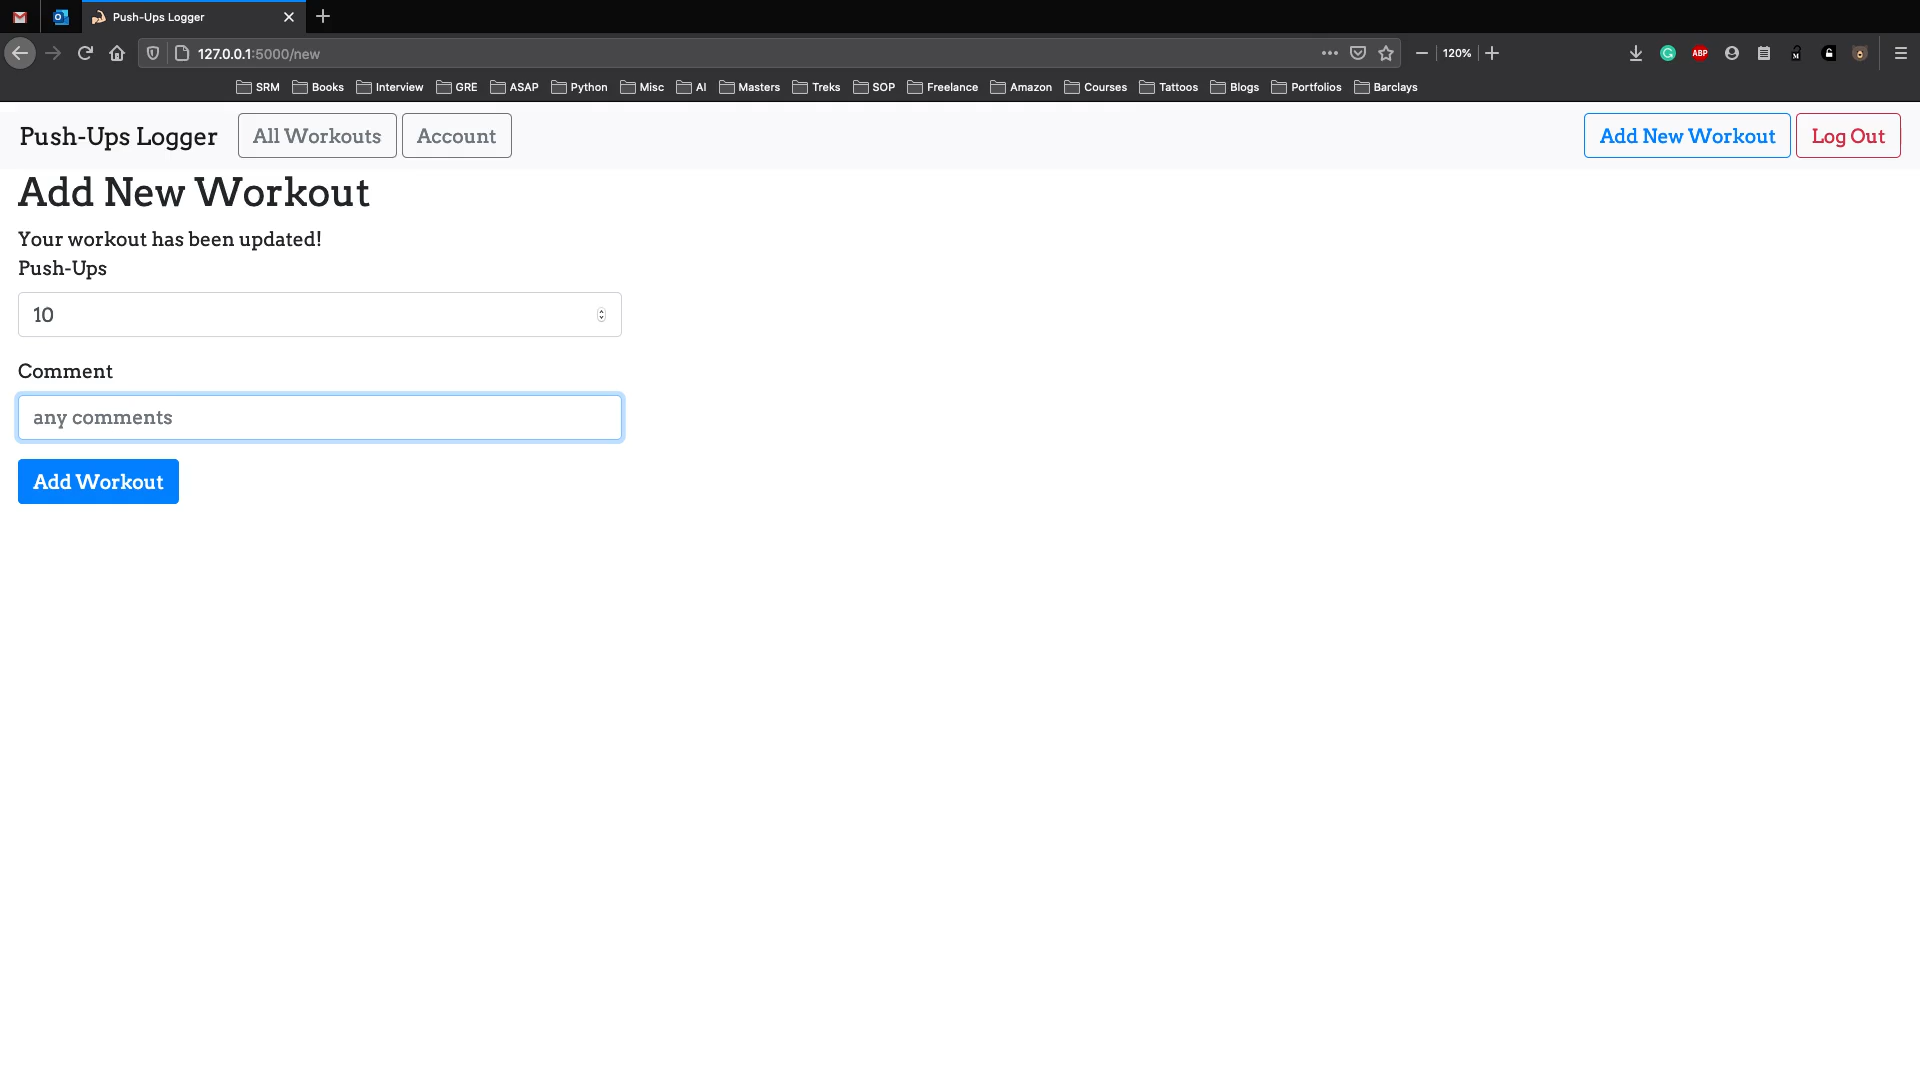 Push-Ups Logger
127.0.0.1:5000/new
120%
ABP
SRM Books Interview GRE ASAP Python Misc AI Masters Treks SOP Freelance Amazon Courses Tattoos Blogs Portfolios Barclays
Push-Ups Logger All Workouts Account Add New Workout Log Out
Add New Workout
Your workout has been updated!
Push-Ups
10
Comment
any comments
Add Workout